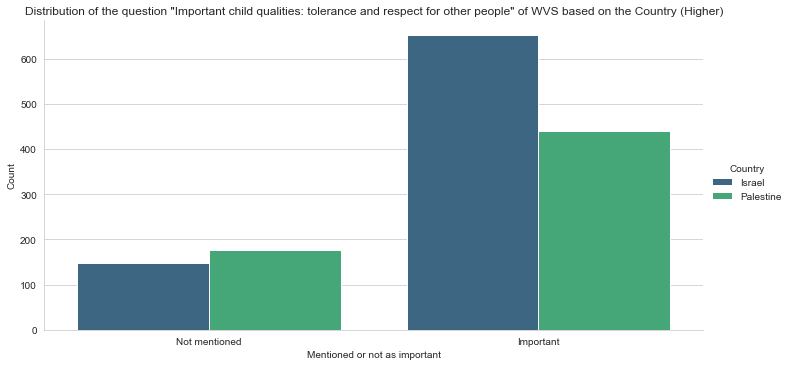 Distribution of the question "Important child qualities: tolerance and respect for other people" of WVS based on the Country (Higher)
600
500
400
300
200
100
0
Count
Not mentioned
Important
Mentioned or not as important
Country
Israel
Palestine